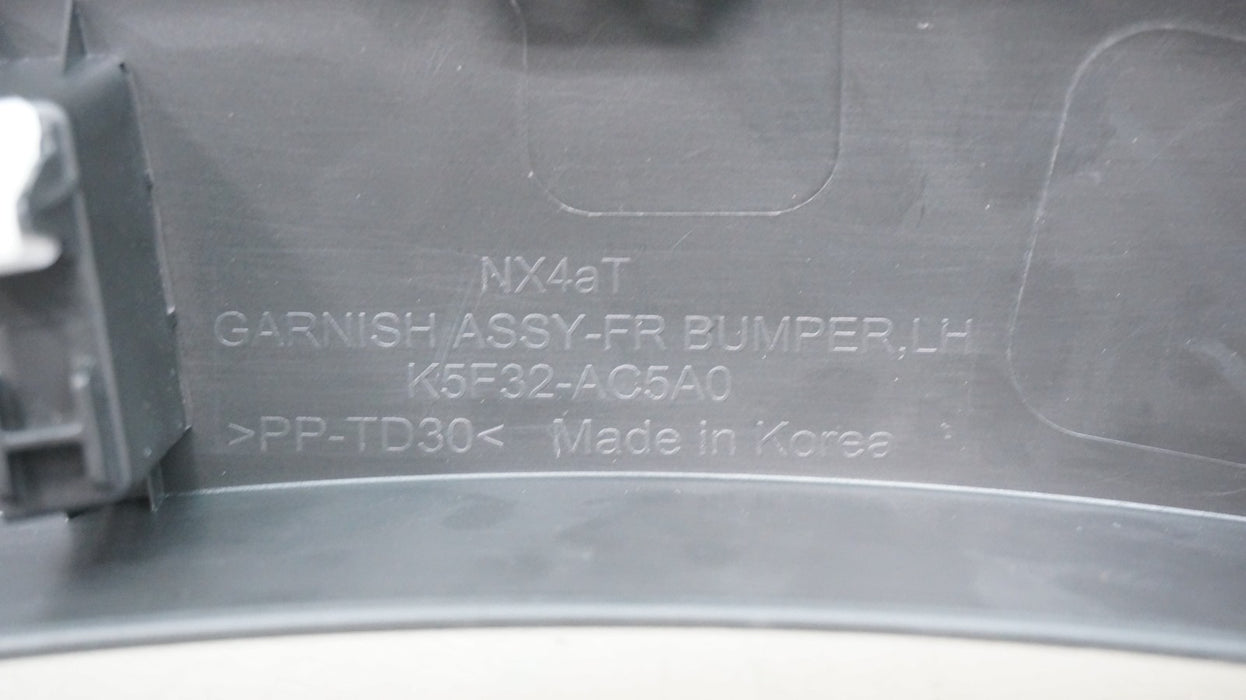 NX4aT
GARNISH ASSY-FR BUMPER,LH
K5F32-AC5A0
>PP-TD30< Made in Korea